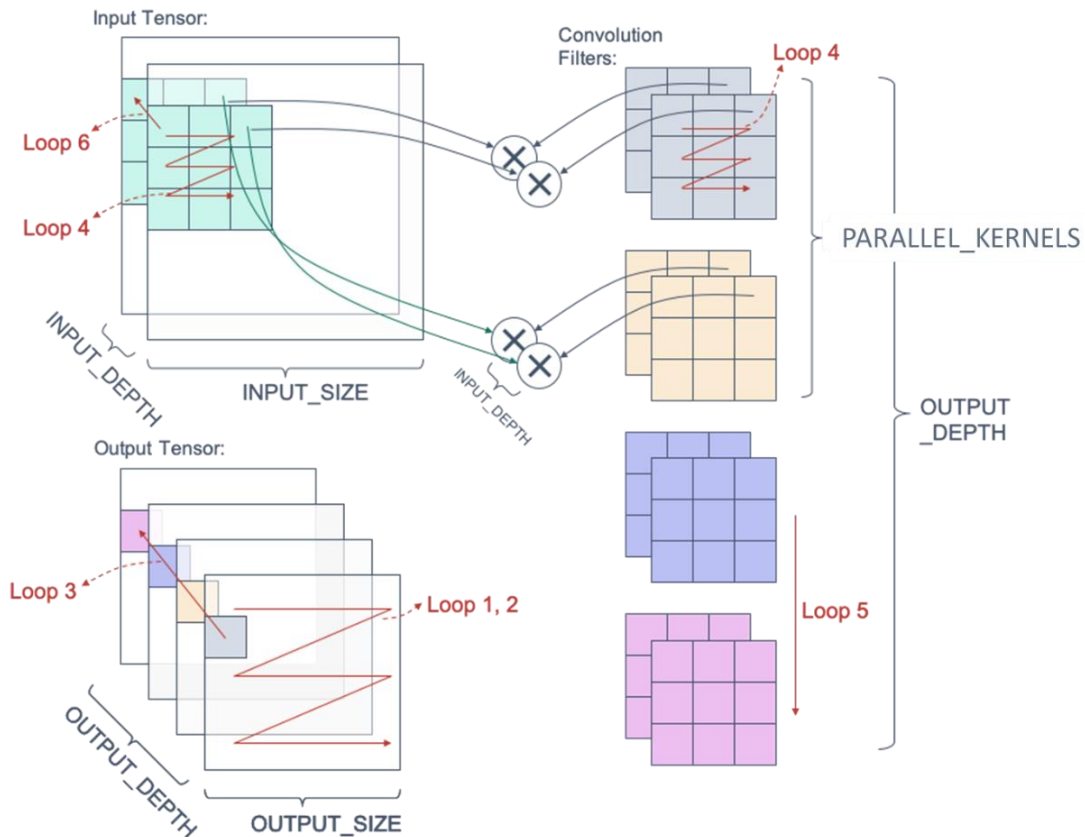 Input Tensor:
Convolution
Filters:
Loop 4
Loop 6
Loop 4
PARALLEL_KERNELS
INPUT_DEPTH
INPUT_SIZE
INPUT_DEPTH
OUTPUT
_DEPTH
Output Tensor:
Loop 3
Loop 1, 2
Loop 5
OUTPUT_DEPTH
OUTPUT_SIZE